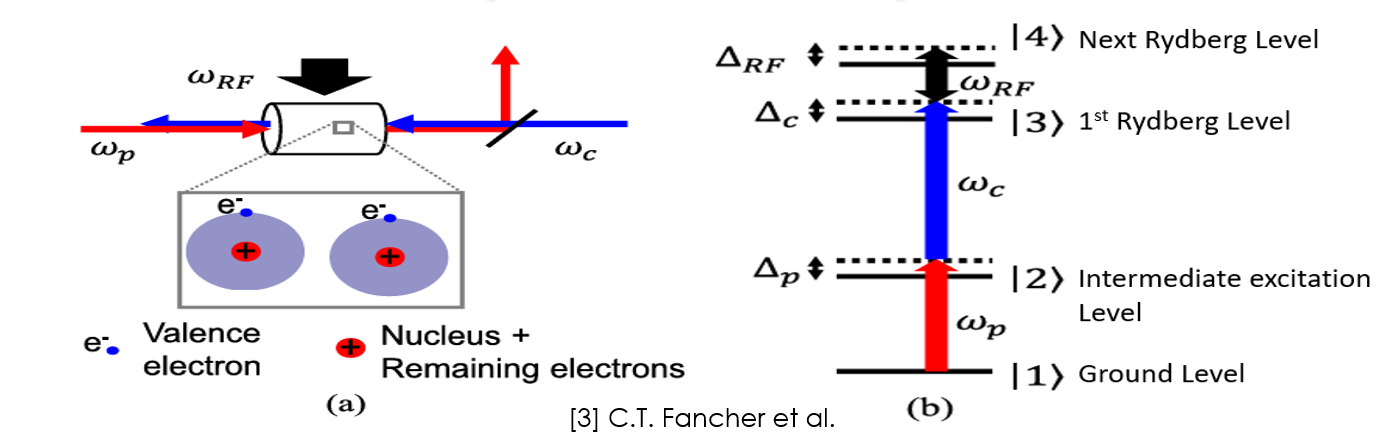 ω_RF
ω_p
ω_c
e⁻
e⁻
+
+
e⁻
Valence
electron
+
Nucleus +
Remaining electrons
(a)
Δ_RF
ω_RF
|4⟩ Next Rydberg Level
Δ_c
|3⟩ 1st Rydberg Level
ω_c
Δ_p
|2⟩ Intermediate excitation
Level
ω_p
|1⟩ Ground Level
(b)
[3] C.T. Fancher et al.